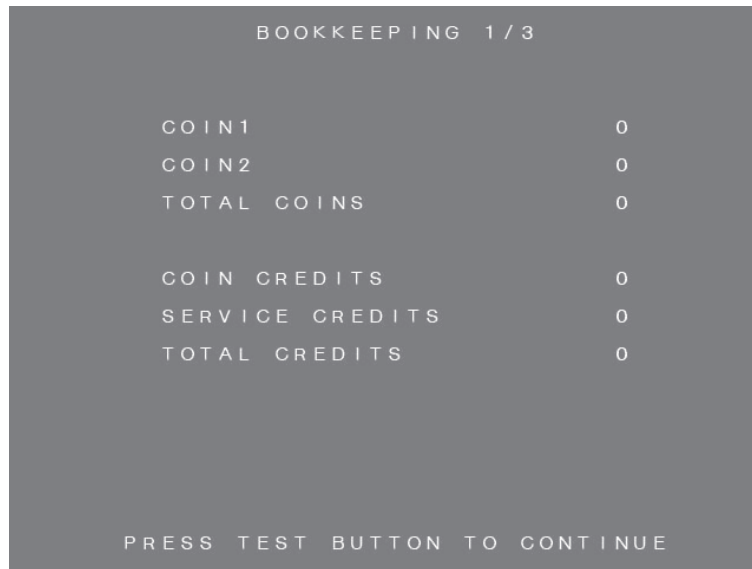 BOOKKEEPING 1/3
COIN1 0
COIN2 0
TOTAL COINS 0
COIN CREDITS 0
SERVICE CREDITS 0
TOTAL CREDITS 0
PRESS TEST BUTTON TO CONTINUE